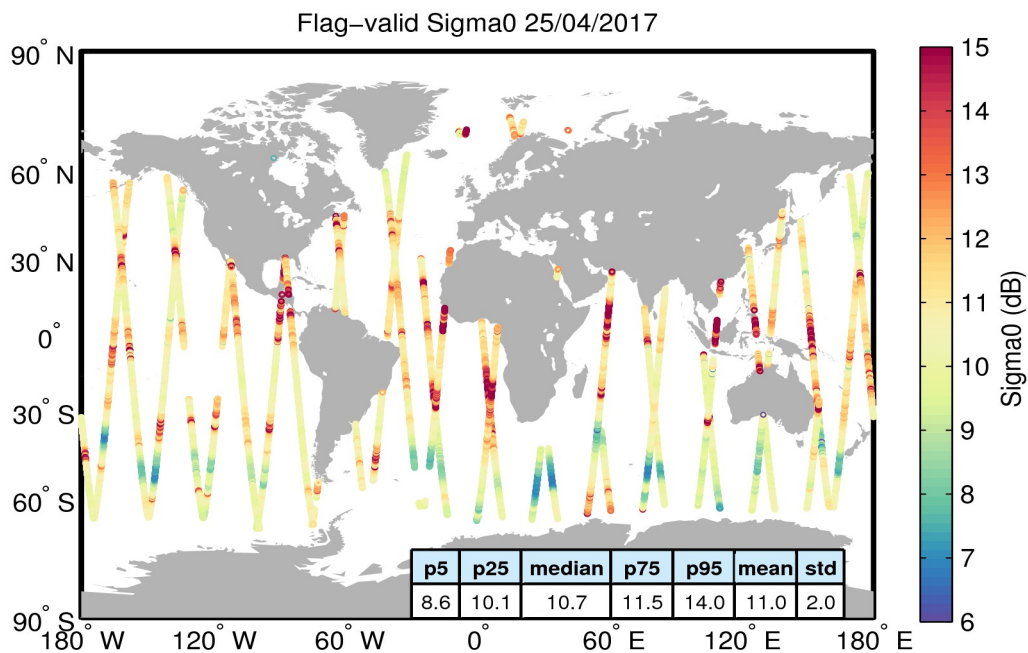 Flag−valid Sigma0 25/04/2017
90° N
60° N
30° N
0°
30° S
60° S
90° S
180° W
120° W
60° W
0°
60° E
120° E
180° E
15
14
13
12
11
10
9
8
7
6
Sigma0 (dB)
p5 p25 median p75 p95 mean std
8.6 10.1 10.7 11.5 14.0 11.0 2.0